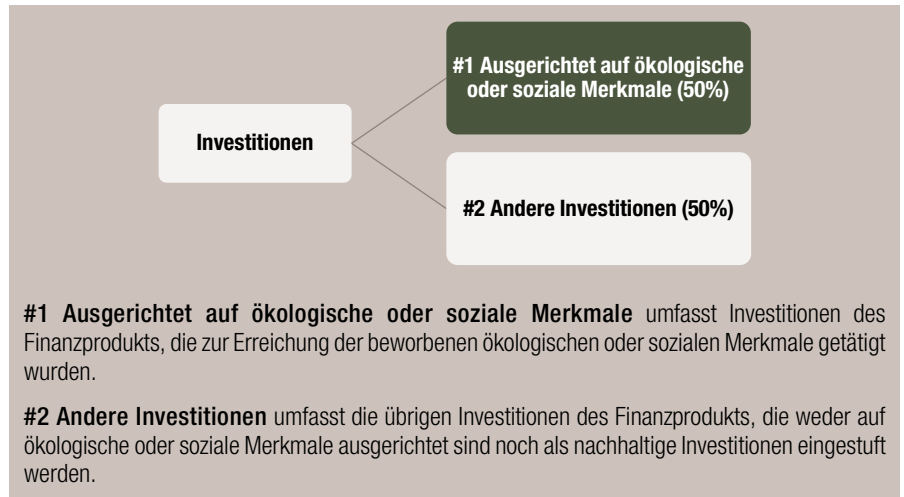 #1 Ausgerichtet auf ökologische
oder soziale Merkmale (50%)
Investitionen
#2 Andere Investitionen (50%)
#1 Ausgerichtet auf ökologische oder soziale Merkmale umfasst Investitionen des
Finanzprodukts, die zur Erreichung der beworbenen ökologischen oder sozialen Merkmale getätigt
wurden.
#2 Andere Investitionen umfasst die übrigen Investitionen des Finanzprodukts, die weder auf
ökologische oder soziale Merkmale ausgerichtet sind noch als nachhaltige Investitionen eingestuft
werden.